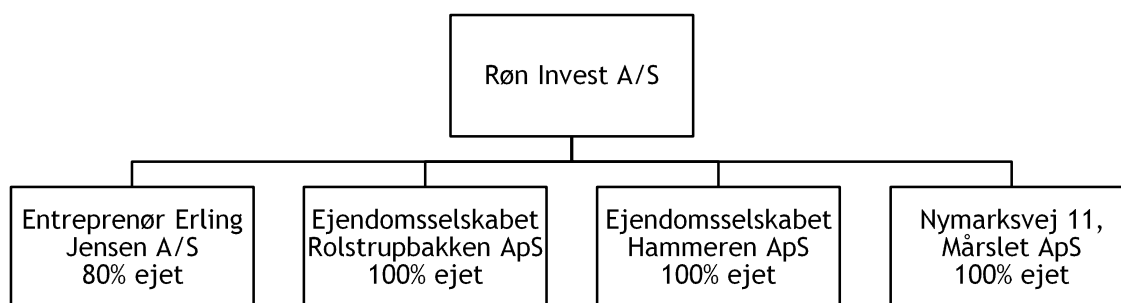 Røn Invest A/S
Entreprenør Erling
Jensen A/S
80% ejet
Ejendomsselskabet
Rolstrupbakken ApS
100% ejet
Ejendomsselskabet
Hammeren ApS
100% ejet
Nymarksvej 11,
Mårslet ApS
100% ejet